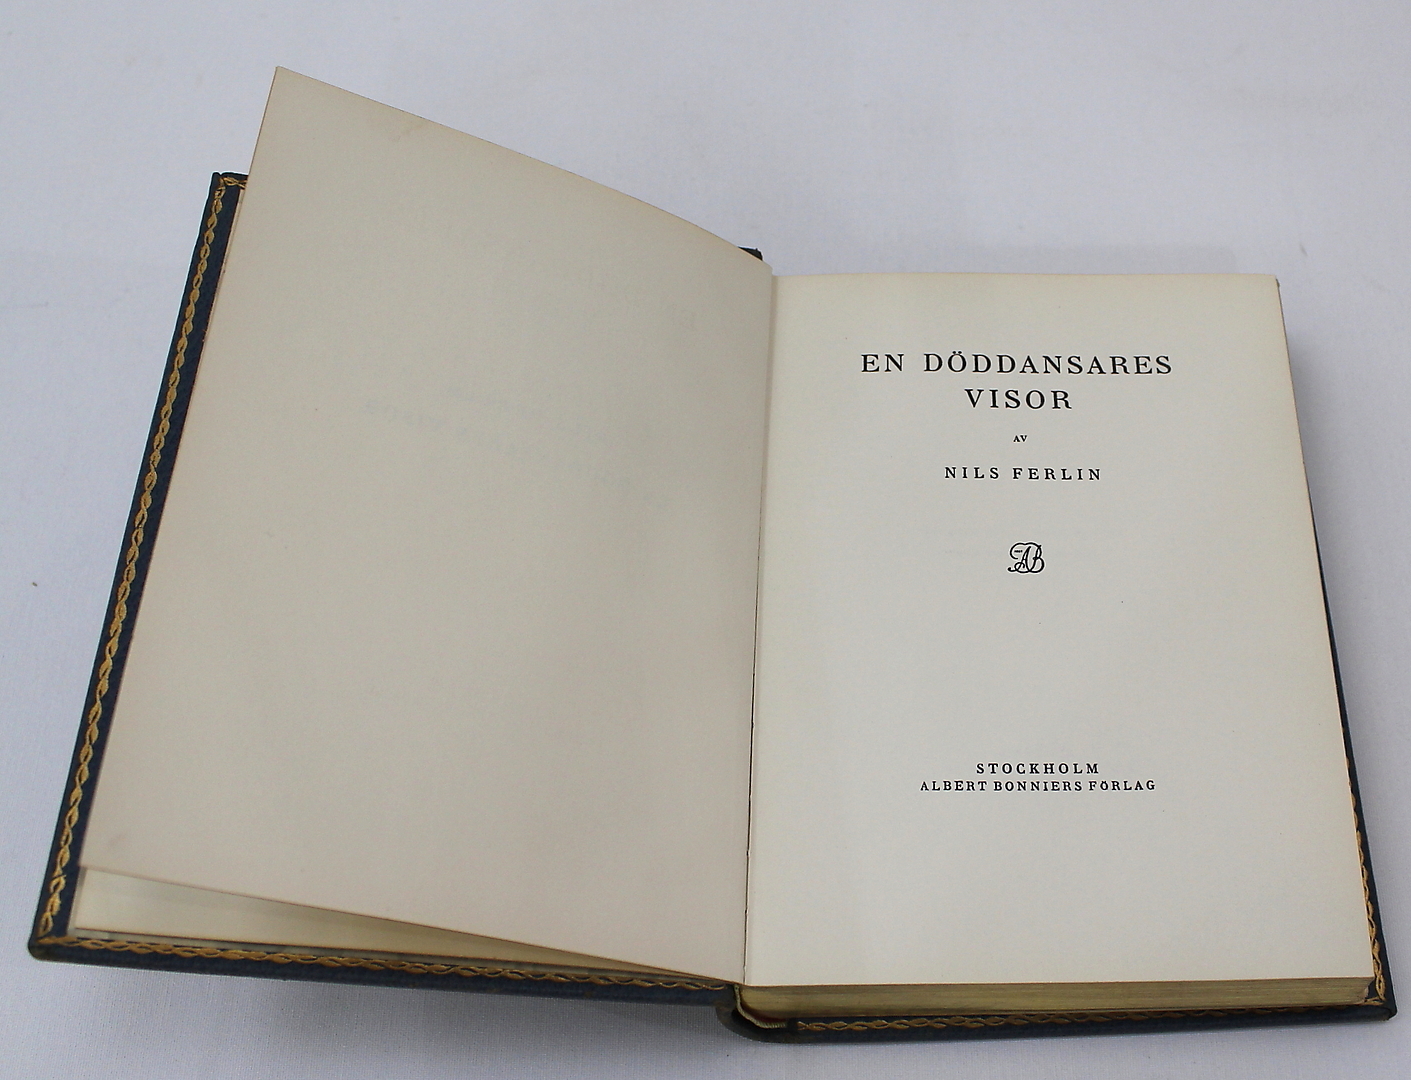 EN DÖDDANSARES
VISOR
AV
NILS FERLIN
AB
STOCKHOLM
ALBERT BONNIERS FÖRLAG